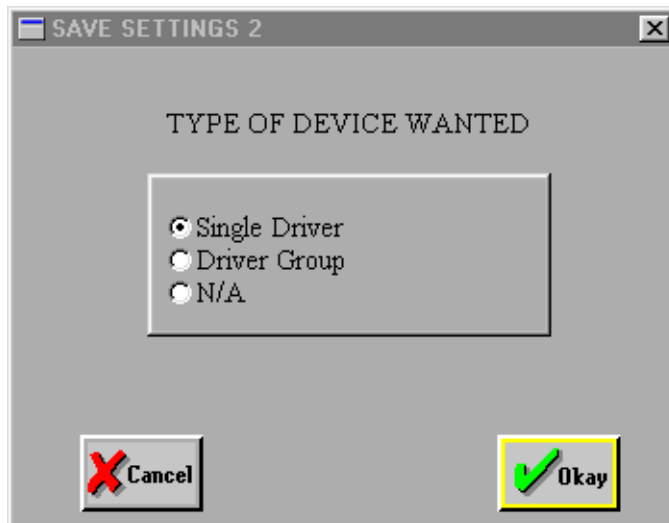 SAVE SETTINGS 2
TYPE OF DEVICE WANTED
Single Driver
Driver Group
N/A
Cancel
Okay